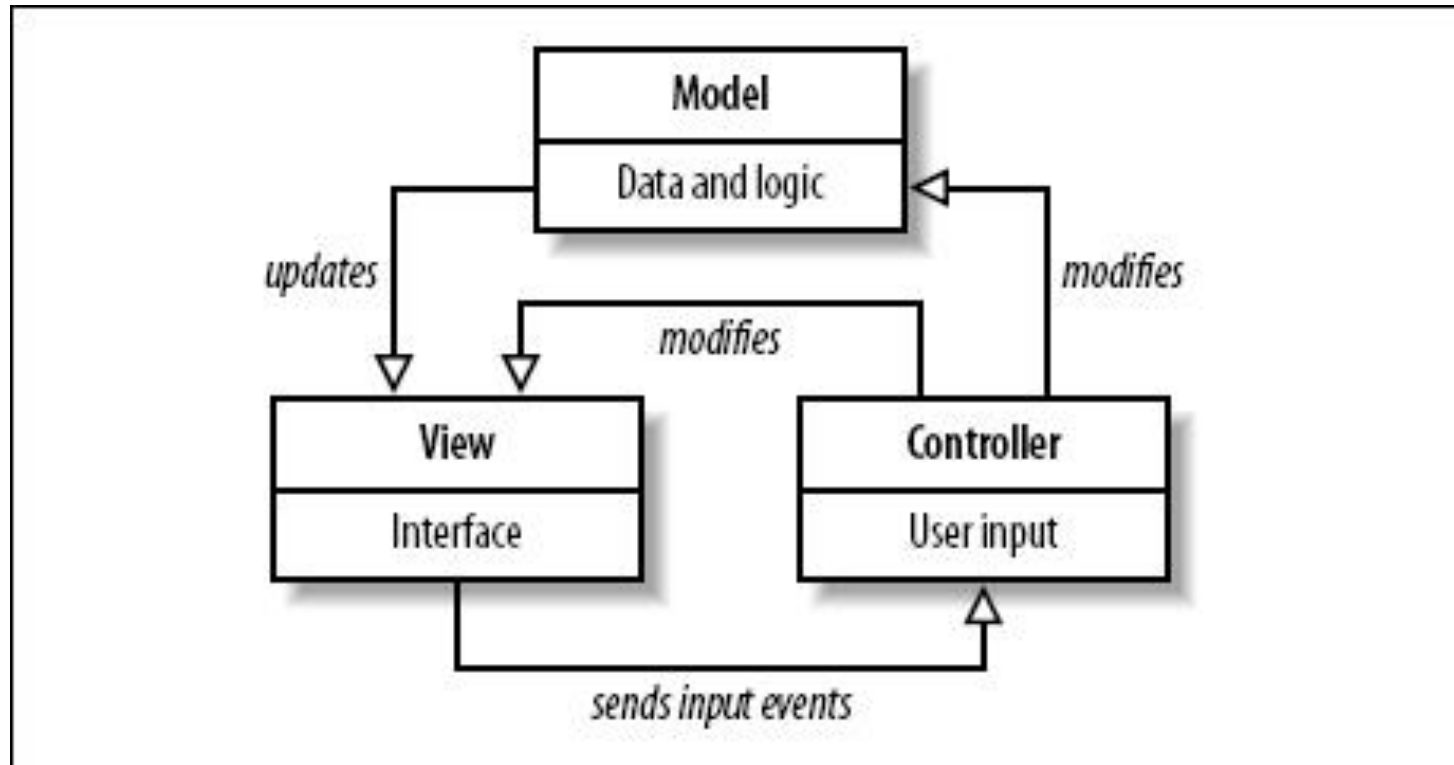 Model
Data and logic
updates
modifies
modifies
View
Interface
Controller
User input
sends input events